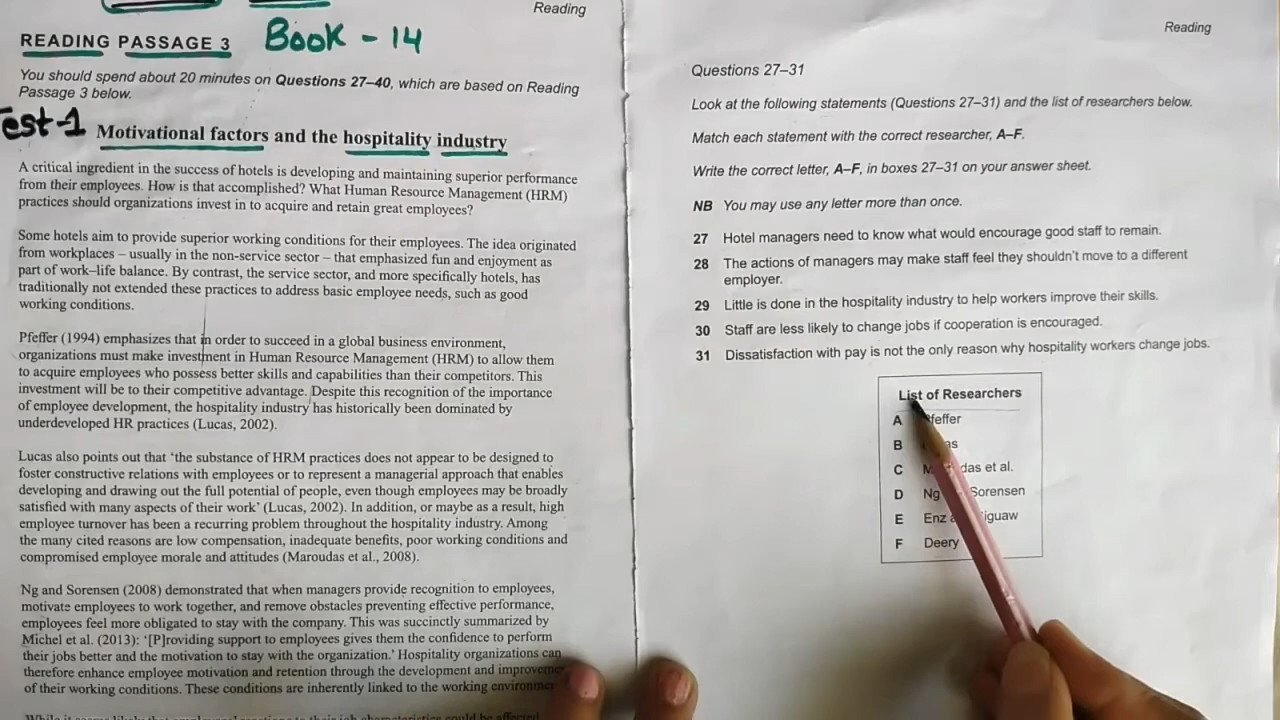 Reading
READING PASSAGE 3 Book - 14
You should spend about 20 minutes on Questions 27–40, which are based on Reading
Passage 3 below.
Test-1 Motivational factors and the hospitality industry
A critical ingredient in the success of hotels is developing and maintaining superior performance
from their employees. How is that accomplished? What Human Resource Management (HRM)
practices should organizations invest in to acquire and retain great employees?
Some hotels aim to provide superior working conditions for their employees. The idea originated
from workplaces – usually in the non-service sector – that emphasized fun and enjoyment as
part of work–life balance. By contrast, the service sector, and more specifically hotels, has
traditionally not extended these practices to address basic employee needs, such as good
working conditions.
Pfeffer (1994) emphasizes that in order to succeed in a global business environment,
organizations must make investment in Human Resource Management (HRM) to allow them
to acquire employees who possess better skills and capabilities than their competitors. This
investment will be to their competitive advantage. Despite this recognition of the importance
of employee development, the hospitality industry has historically been dominated by
underdeveloped HR practices (Lucas, 2002).
Lucas also points out that ‘the substance of HRM practices does not appear to be designed to
foster constructive relations with employees or to represent a managerial approach that enables
developing and drawing out the full potential of people, even though employees may be broadly
satisfied with many aspects of their work’ (Lucas, 2002). In addition, or maybe as a result, high
employee turnover has been a recurring problem throughout the hospitality industry. Among
the many cited reasons are low compensation, inadequate benefits, poor working conditions and
compromised employee morale and attitudes (Maroudas et al., 2008).
Ng and Sorensen (2008) demonstrated that when managers provide recognition to employees,
motivate employees to work together, and remove obstacles preventing effective performance,
employees feel more obligated to stay with the company. This was succinctly summarized by
Michel et al. (2013): ‘[P]roviding support to employees gives them the confidence to perform
their jobs better and the motivation to stay with the organization.’ Hospitality organizations can
therefore enhance employee motivation and retention through the development and improveme
of their working conditions. These conditions are inherently linked to the working environme
Reading
Questions 27–31
Look at the following statements (Questions 27–31) and the list of researchers below.
Match each statement with the correct researcher, A–F.
Write the correct letter, A–F, in boxes 27–31 on your answer sheet.
NB You may use any letter more than once.
27 Hotel managers need to know what would encourage good staff to remain.
28 The actions of managers may make staff feel they shouldn’t move to a different
employer.
29 Little is done in the hospitality industry to help workers improve their skills.
30 Staff are less likely to change jobs if cooperation is encouraged.
31 Dissatisfaction with pay is not the only reason why hospitality workers change jobs.
List of Researchers
A feffer
B as
C M das et al.
D Ng Sorensen
E Enz a iguaw
F Deery